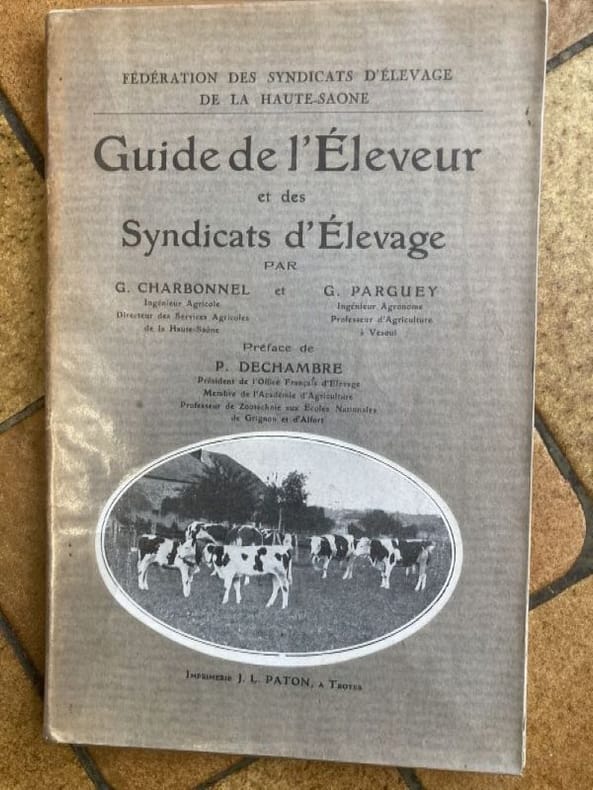 FÉDÉRATION DES SYNDICATS D'ÉLEVAGE
DE LA HAUTE-SAONE
Guide de l'Éleveur
et des
Syndicats d'Élevage
PAR
G. CHARBONNEL et G. PARGUEY
Ingénieur Agricole
Directeur des Services Agricoles
de la Haute-Saône
Ingénieur Agronome
Professeur d'Agriculture
à Vesoul
Préface de
P. DECHAMBRE
Président de l'Office Français d'Elevage
Membre de l'Académie d'Agriculture
Professeur de Zootechnie aux Ecoles Nationales
de Grignon et d'Alfort
IMPRIMERIE J. L. PATON, A TROYES